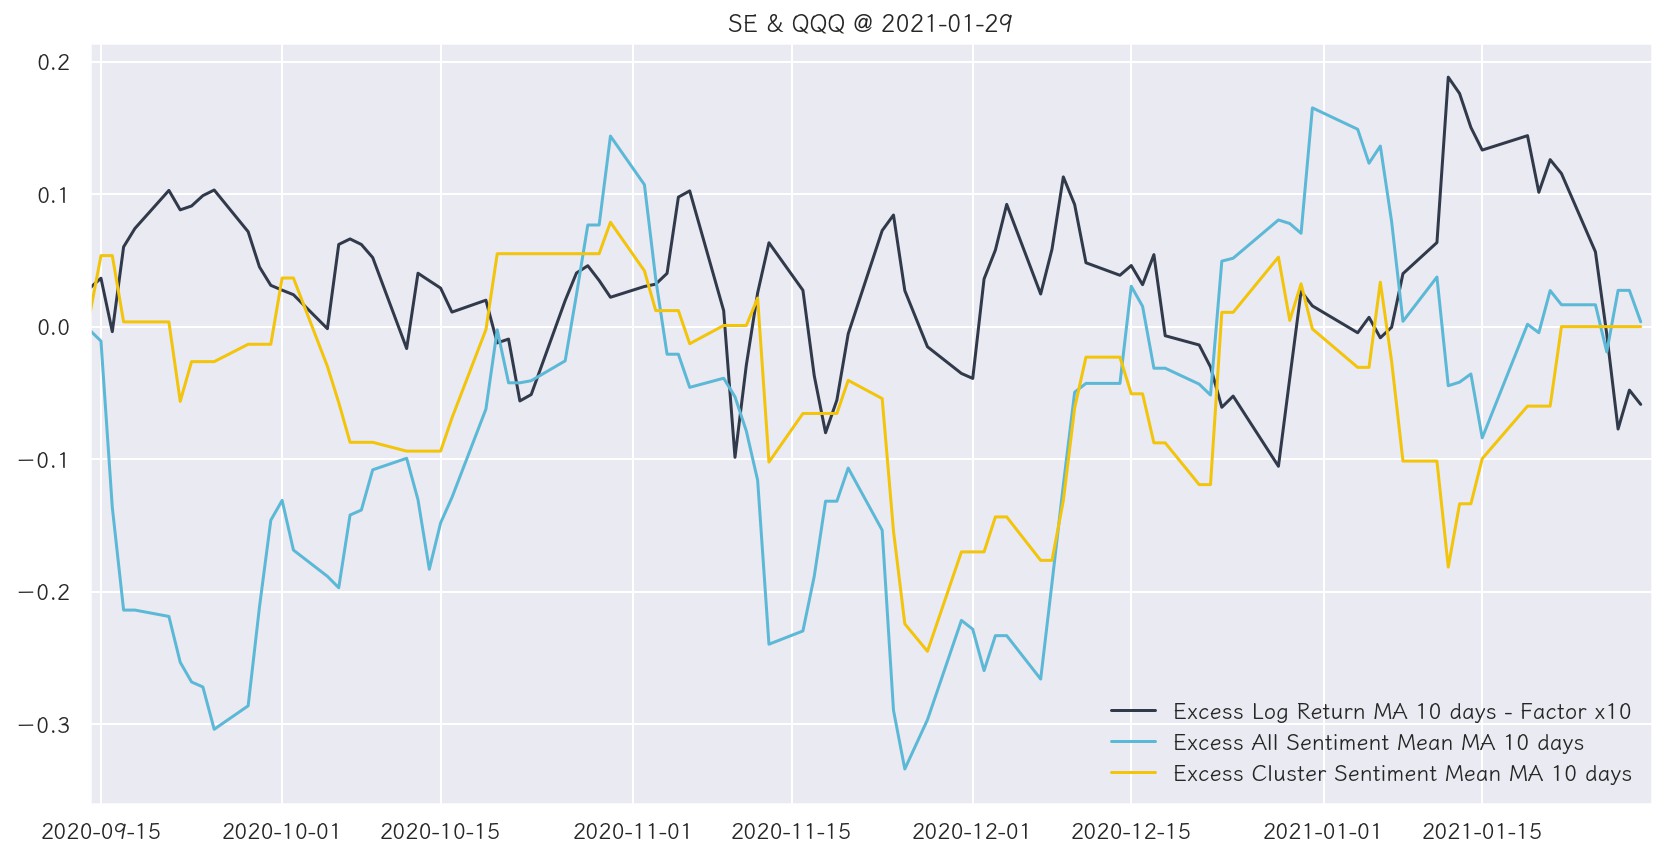 SE & QQQ @ 2021-01-29
0.2
0.1
0.0
−0.1
−0.2
−0.3
Excess Log Return MA 10 days - Factor x10
Excess All Sentiment Mean MA 10 days
Excess Cluster Sentiment Mean MA 10 days
2020-09-15 2020-10-01 2020-10-15 2020-11-01 2020-11-15 2020-12-01 2020-12-15 2021-01-01 2021-01-15